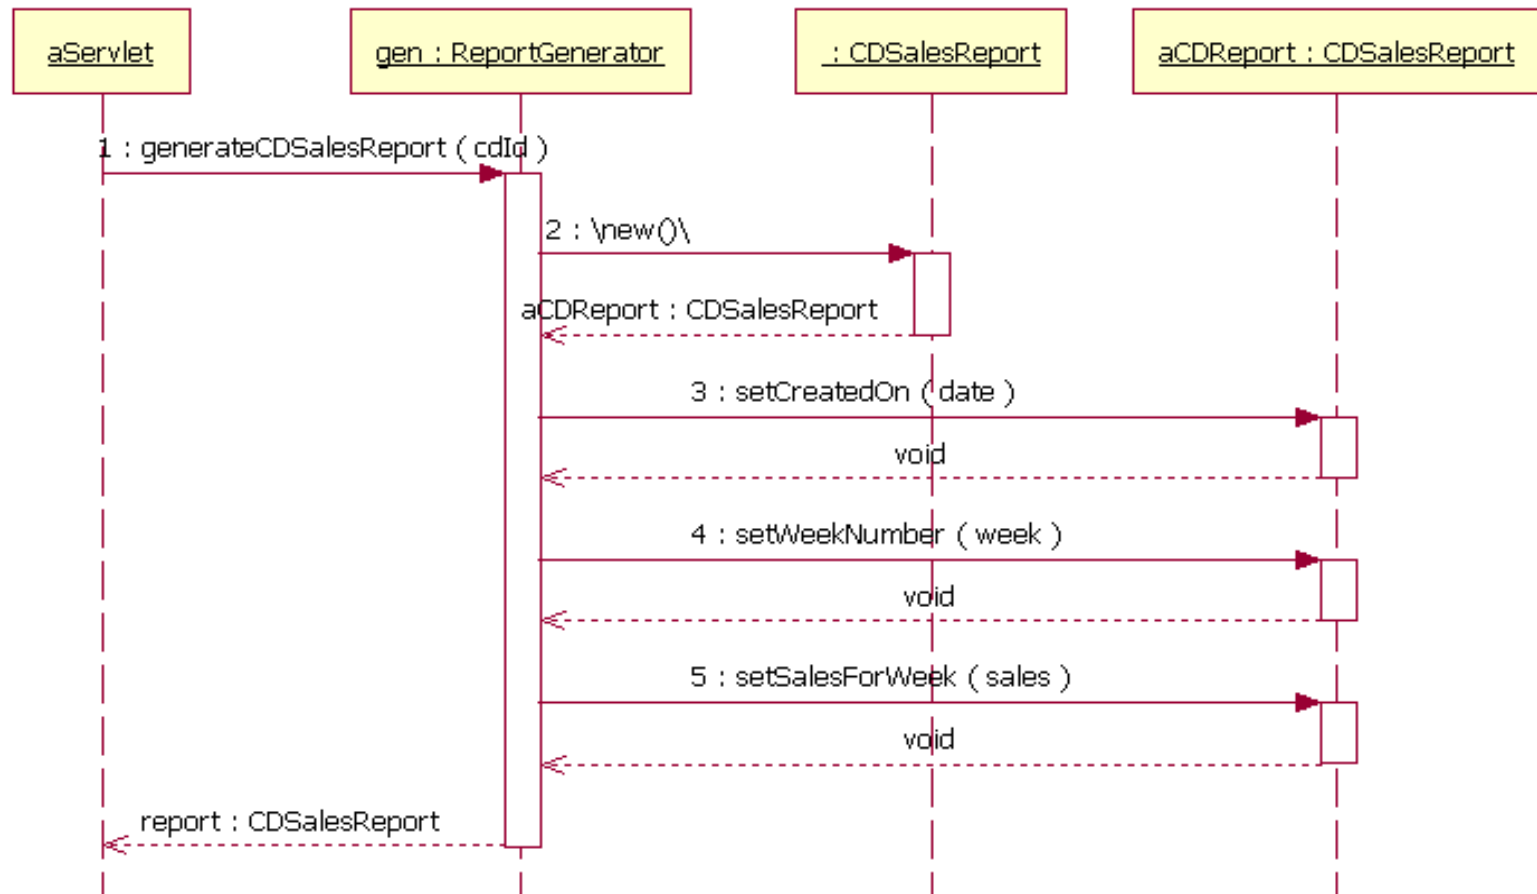 aServlet
gen : ReportGenerator
: CDSalesReport
aCDReport : CDSalesReport
1 : generateCDSalesReport ( cdId )
2 : \new()\
aCDReport : CDSalesReport
3 : setCreatedOn ( date )
void
4 : setWeekNumber ( week )
void
5 : setSalesForWeek ( sales )
void
report : CDSalesReport